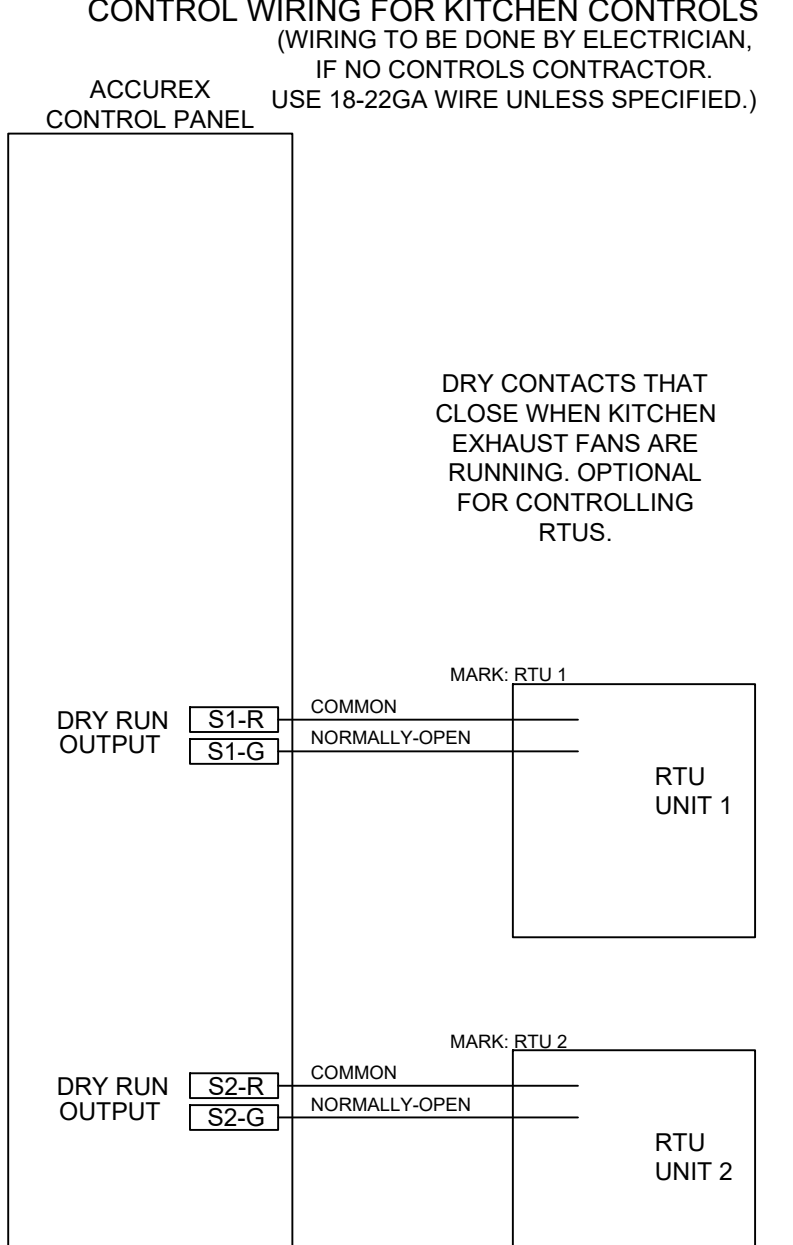 CONTROL WIRING FOR KITCHEN CONTROLS
(WIRING TO BE DONE BY ELECTRICIAN,
IF NO CONTROLS CONTRACTOR.
USE 18-22GA WIRE UNLESS SPECIFIED.)
ACCUREX
CONTROL PANEL
DRY CONTACTS THAT
CLOSE WHEN KITCHEN
EXHAUST FANS ARE
RUNNING. OPTIONAL
FOR CONTROLLING
RTUS.
MARK: RTU 1
DRY RUN
OUTPUT
S1-R
S1-G
COMMON
NORMALLY-OPEN
RTU
UNIT 1
MARK: RTU 2
DRY RUN
OUTPUT
S2-R
S2-G
COMMON
NORMALLY-OPEN
RTU
UNIT 2